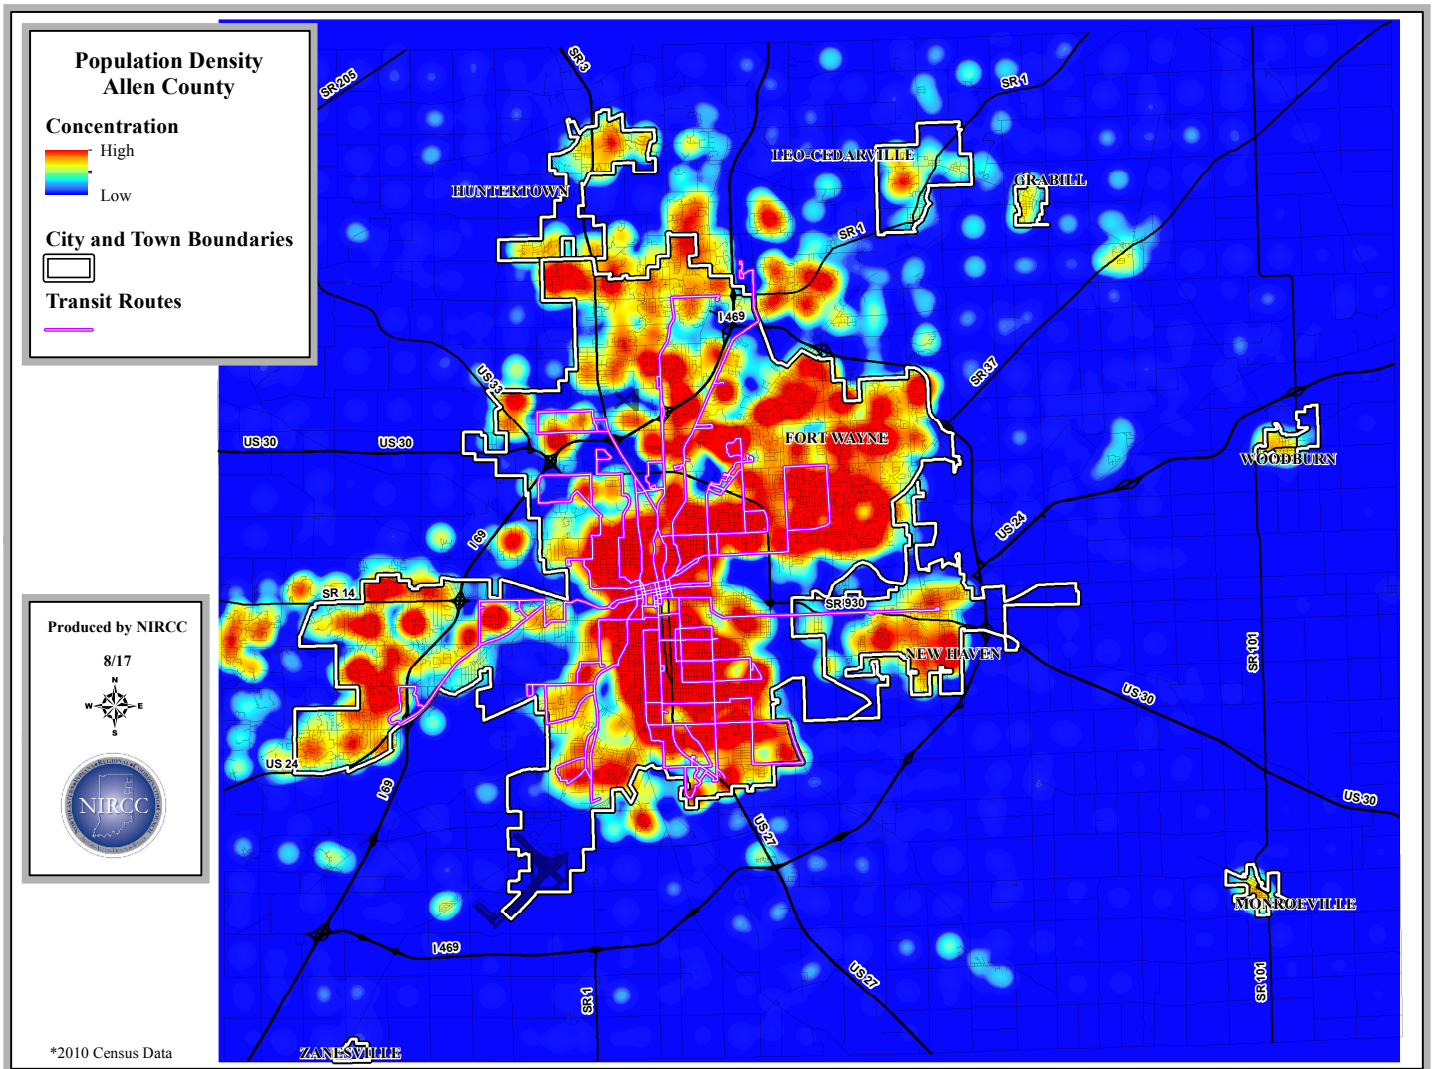 Population Density
Allen County
Concentration
High
Low
City and Town Boundaries
Transit Routes
Produced by NIRCC
8/17
N
W
E
S
NIRCC
*2010 Census Data
SR 205
SR 3
SR 1
LEO-CEDARVILLE
GRABILL
HUNTERTOWN
SR 1
I 469
US 33
SR 37
US 30
US 30
FORT WAYNE
WOODBURN
I 69
US 24
SR 14
SR 930
NEW HAVEN
SR 101
US 30
US 24
I 69
US 27
US 30
MONROEVILLE
I 469
US 27
SR 1
SR 101
ZANESVILLE